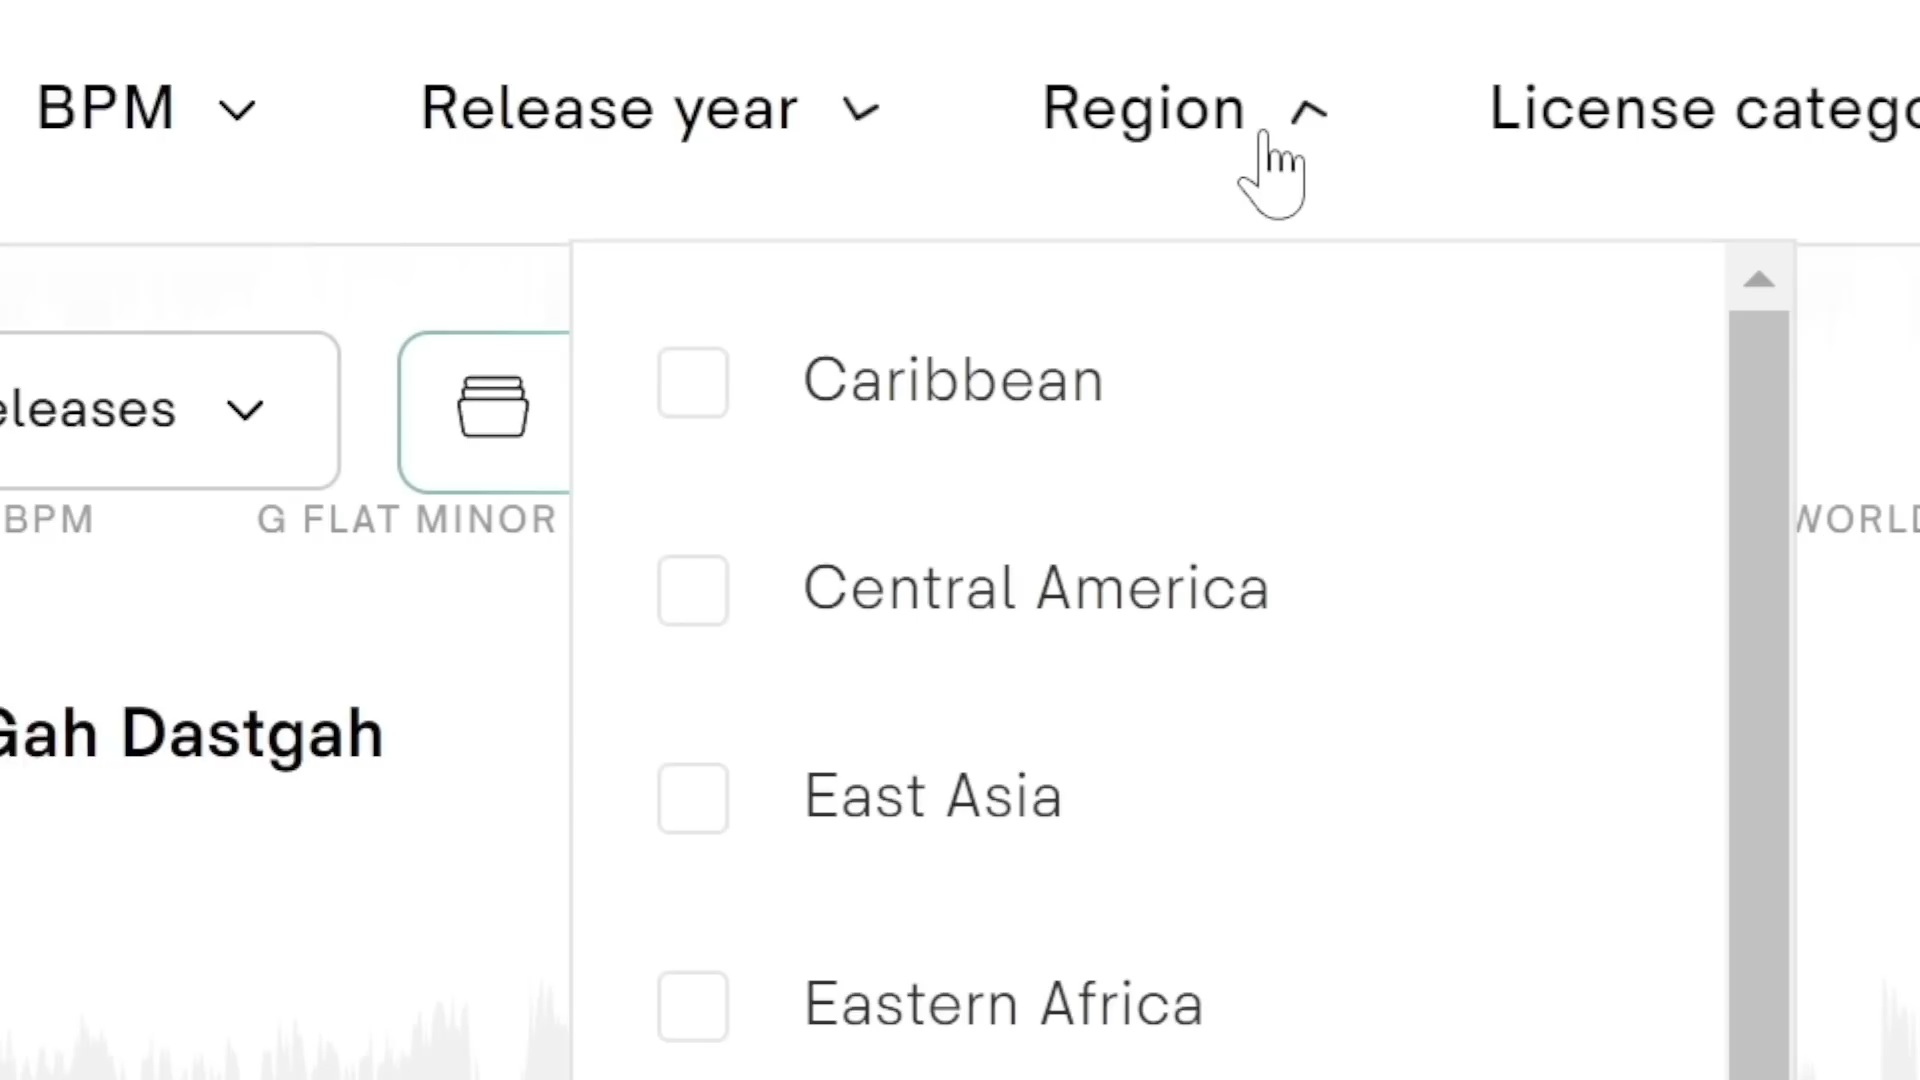 BPM
Release year
Region
License catego
eleases
Caribbean
BPM
G FLAT MINOR
WORLD
Central America
Gah Dastgah
East Asia
Eastern Africa